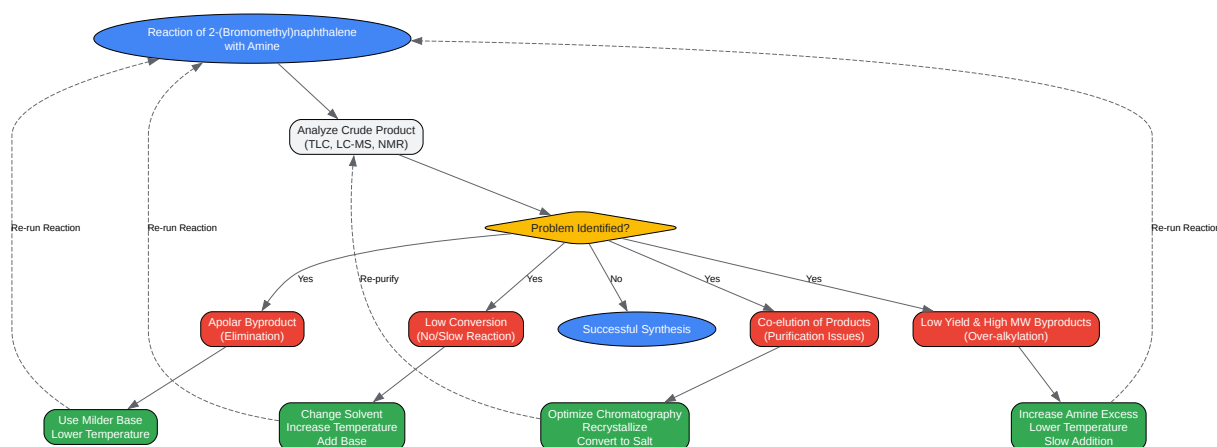 Reaction of 2-(Bromomethyl)naphthalene
with Amine
Analyze Crude Product
(TLC, LC-MS, NMR)
Problem Identified?
Re-run Reaction
Re-run Reaction
Re-run Reaction
Yes
Re-purify
Yes
No
Yes
Yes
Apolar Byproduct
(Elimination)
Low Conversion
(No/Slow Reaction)
Successful Synthesis
Co-elution of Products
(Purification Issues)
Low Yield & High MW Byproducts
(Over-alkylation)
Use Milder Base
Lower Temperature
Change Solvent
Increase Temperature
Add Base
Optimize Chromatography
Recrystallize
Convert to Salt
Increase Amine Excess
Lower Temperature
Slow Addition